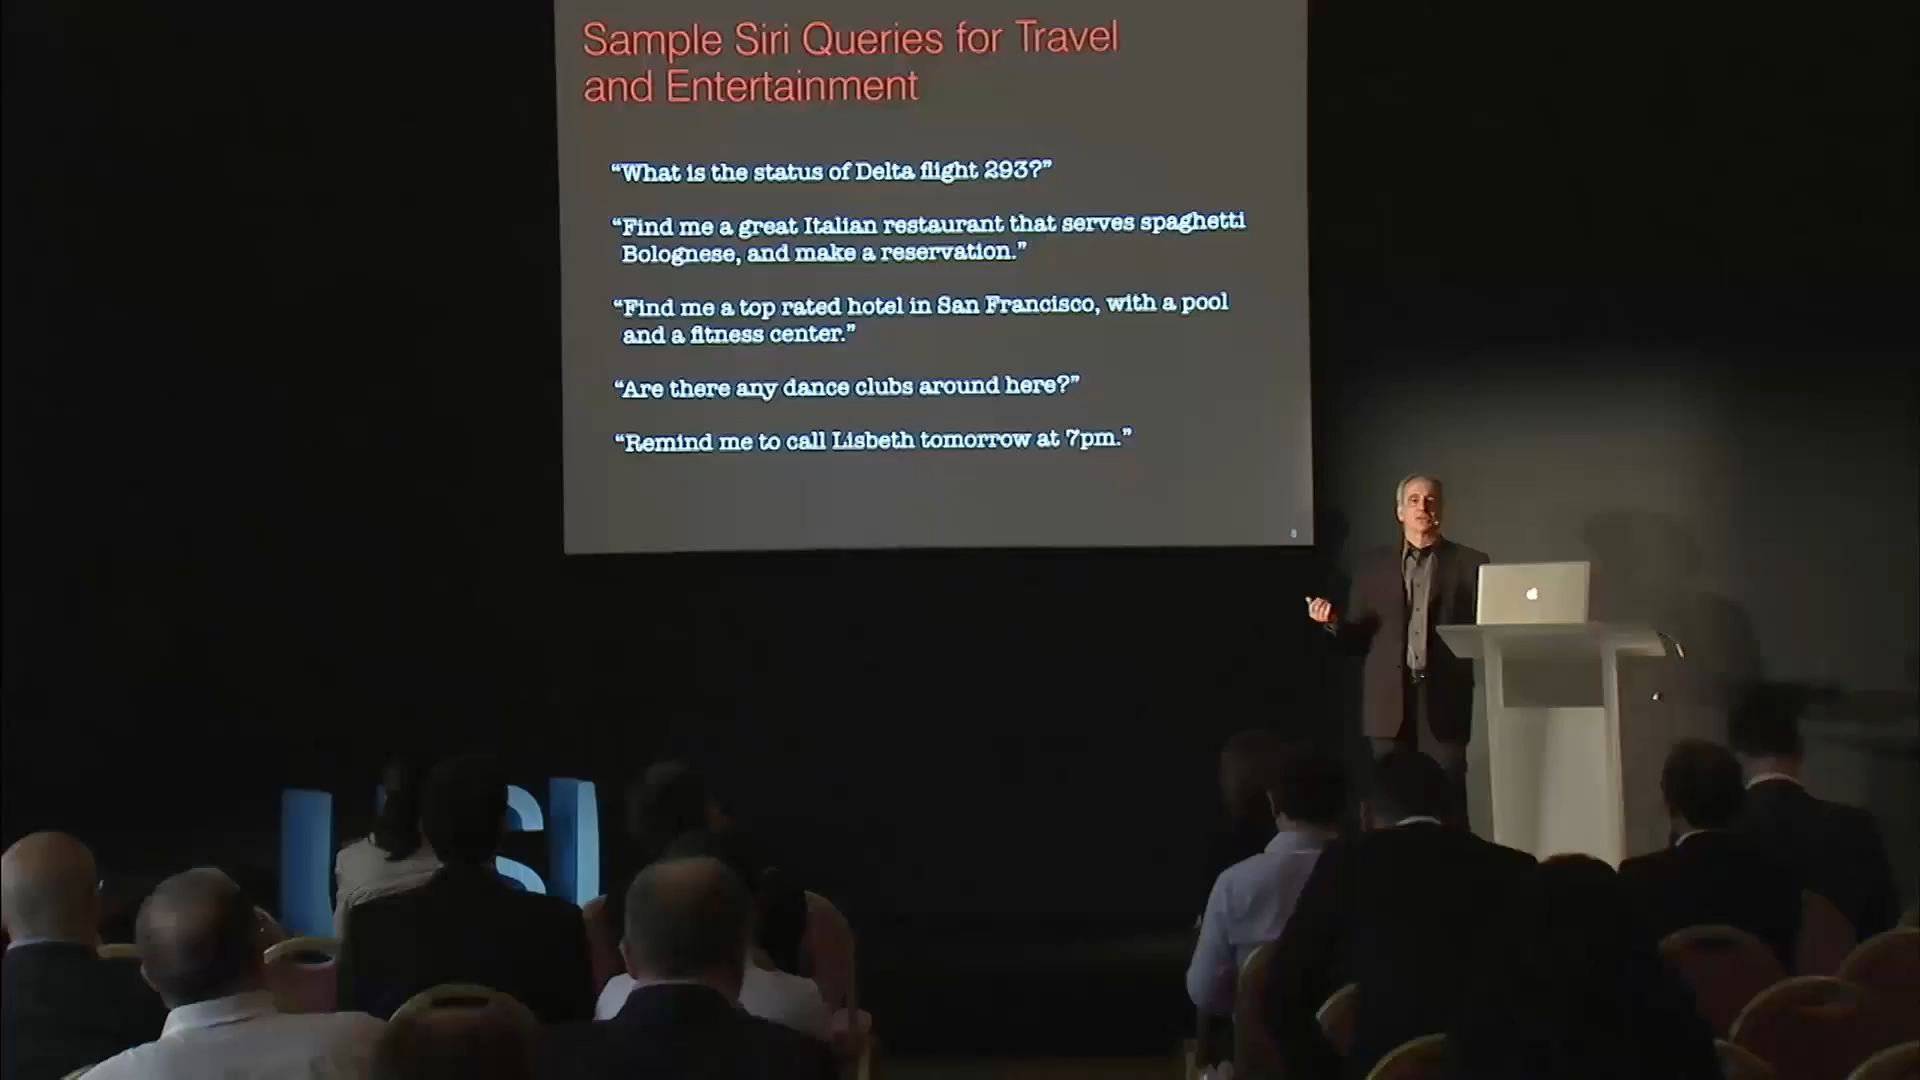 Sample Siri Queries for Travel
and Entertainment
“What is the status of Delta flight 293?”
“Find me a great Italian restaurant that serves spaghetti
Bolognese, and make a reservation.”
“Find me a top rated hotel in San Francisco, with a pool
and a fitness center.”
“Are there any dance clubs around here?”
“Remind me to call Lisbeth tomorrow at 7pm.”